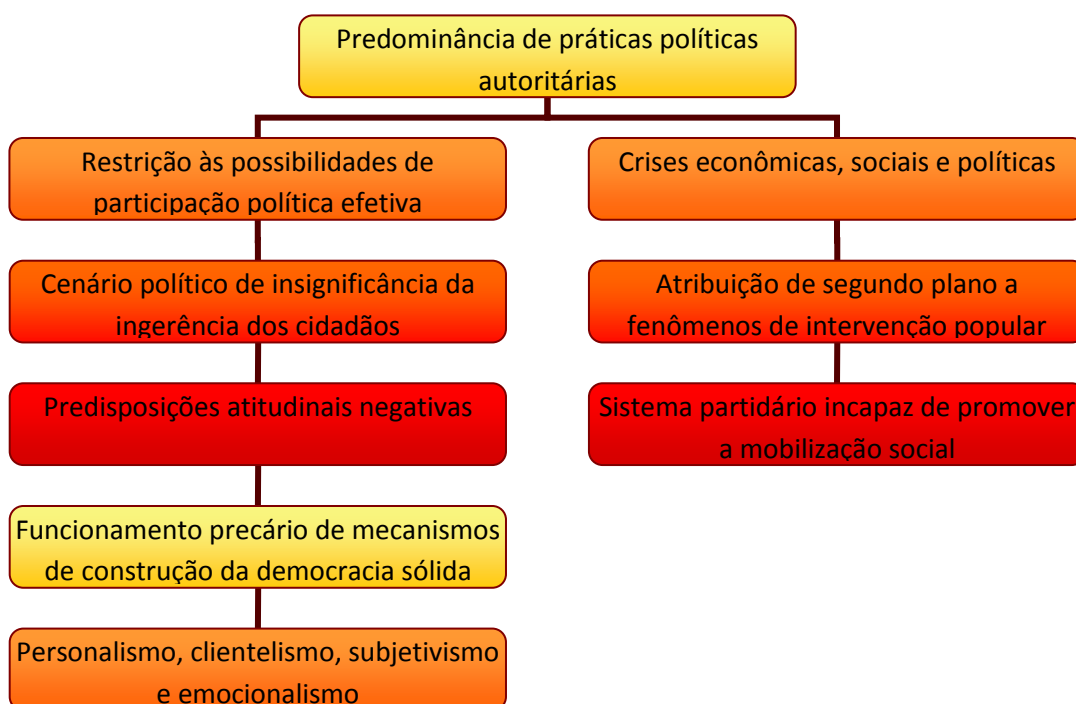 Predominância de práticas políticas
autoritárias
Restrição às possibilidades de
participação política efetiva
Cenário político de insignificância da
ingerência dos cidadãos
Predisposições atitudinais negativas
Funcionamento precário de mecanismos
de construção da democracia sólida
Personalismo, clientelismo, subjetivismo
e emocionalismo
Crises econômicas, sociais e políticas
Atribuição de segundo plano a
fenômenos de intervenção popular
Sistema partidário incapaz de promover
a mobilização social